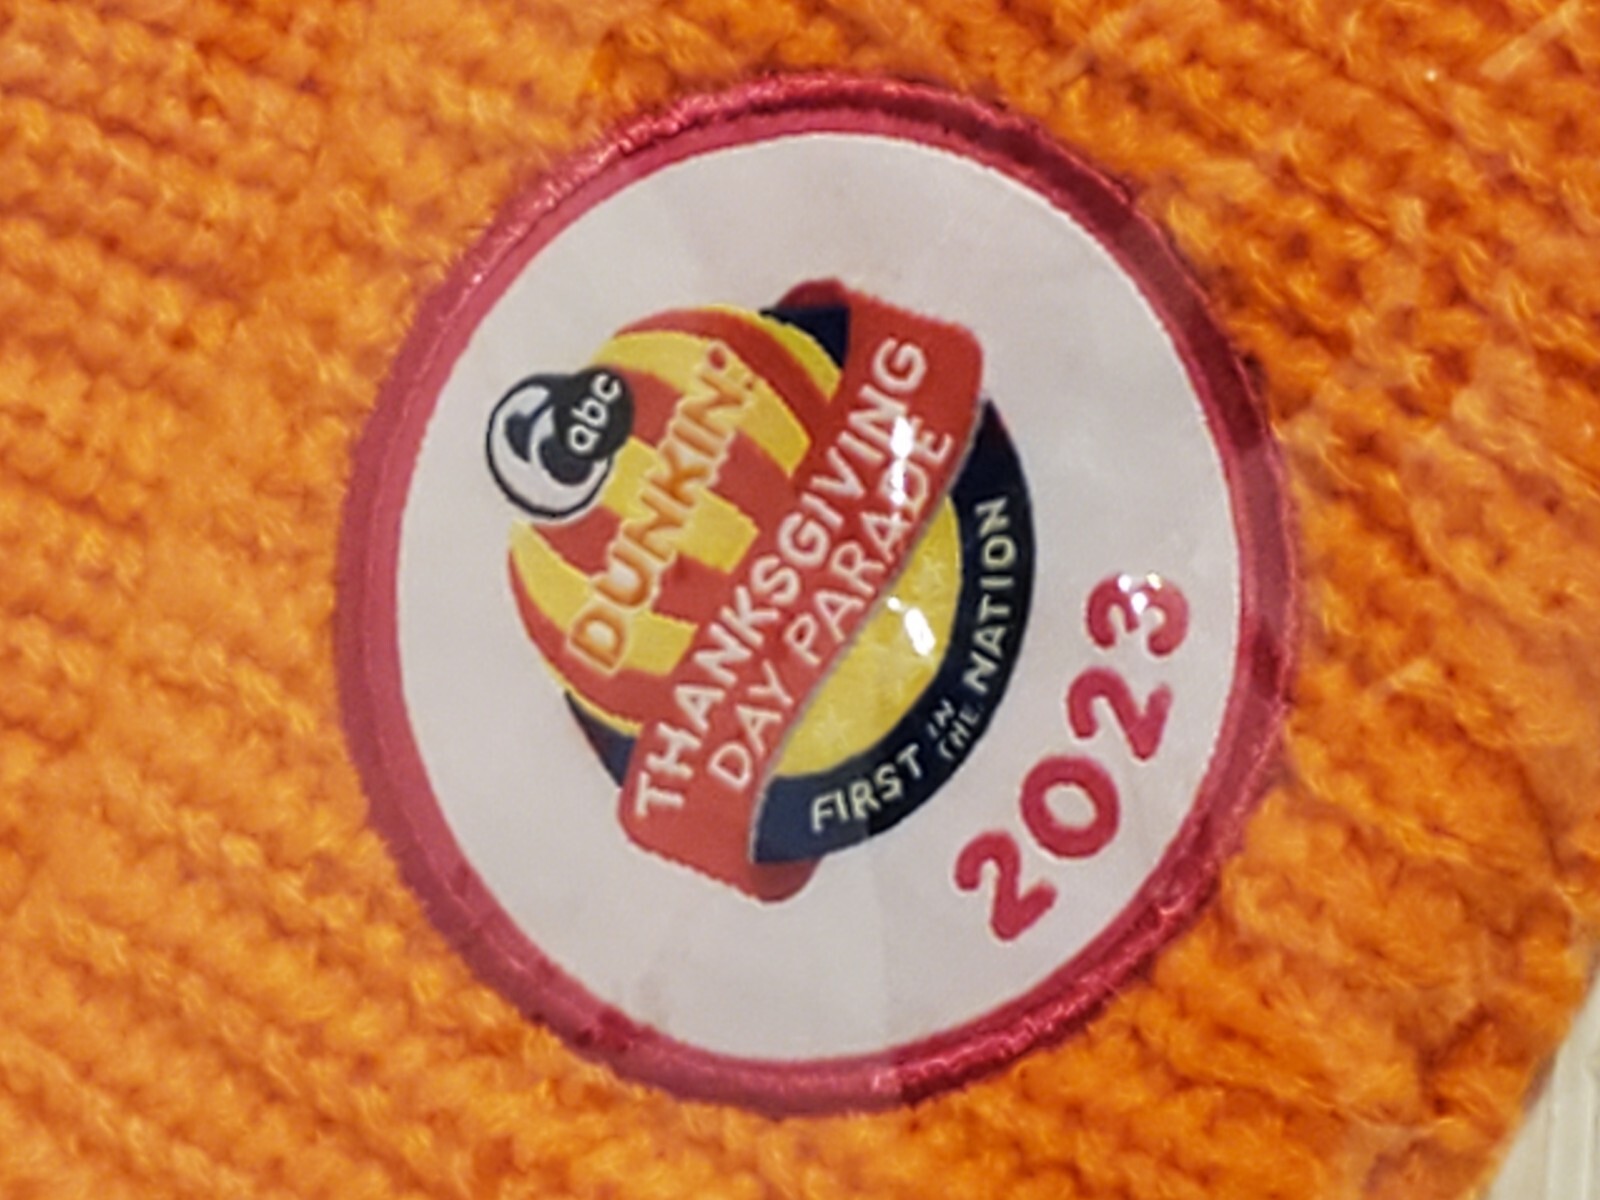 abc
DUNKIN'
THANKSGIVING
DAY PARADE
FIRST IN THE NATION
2023